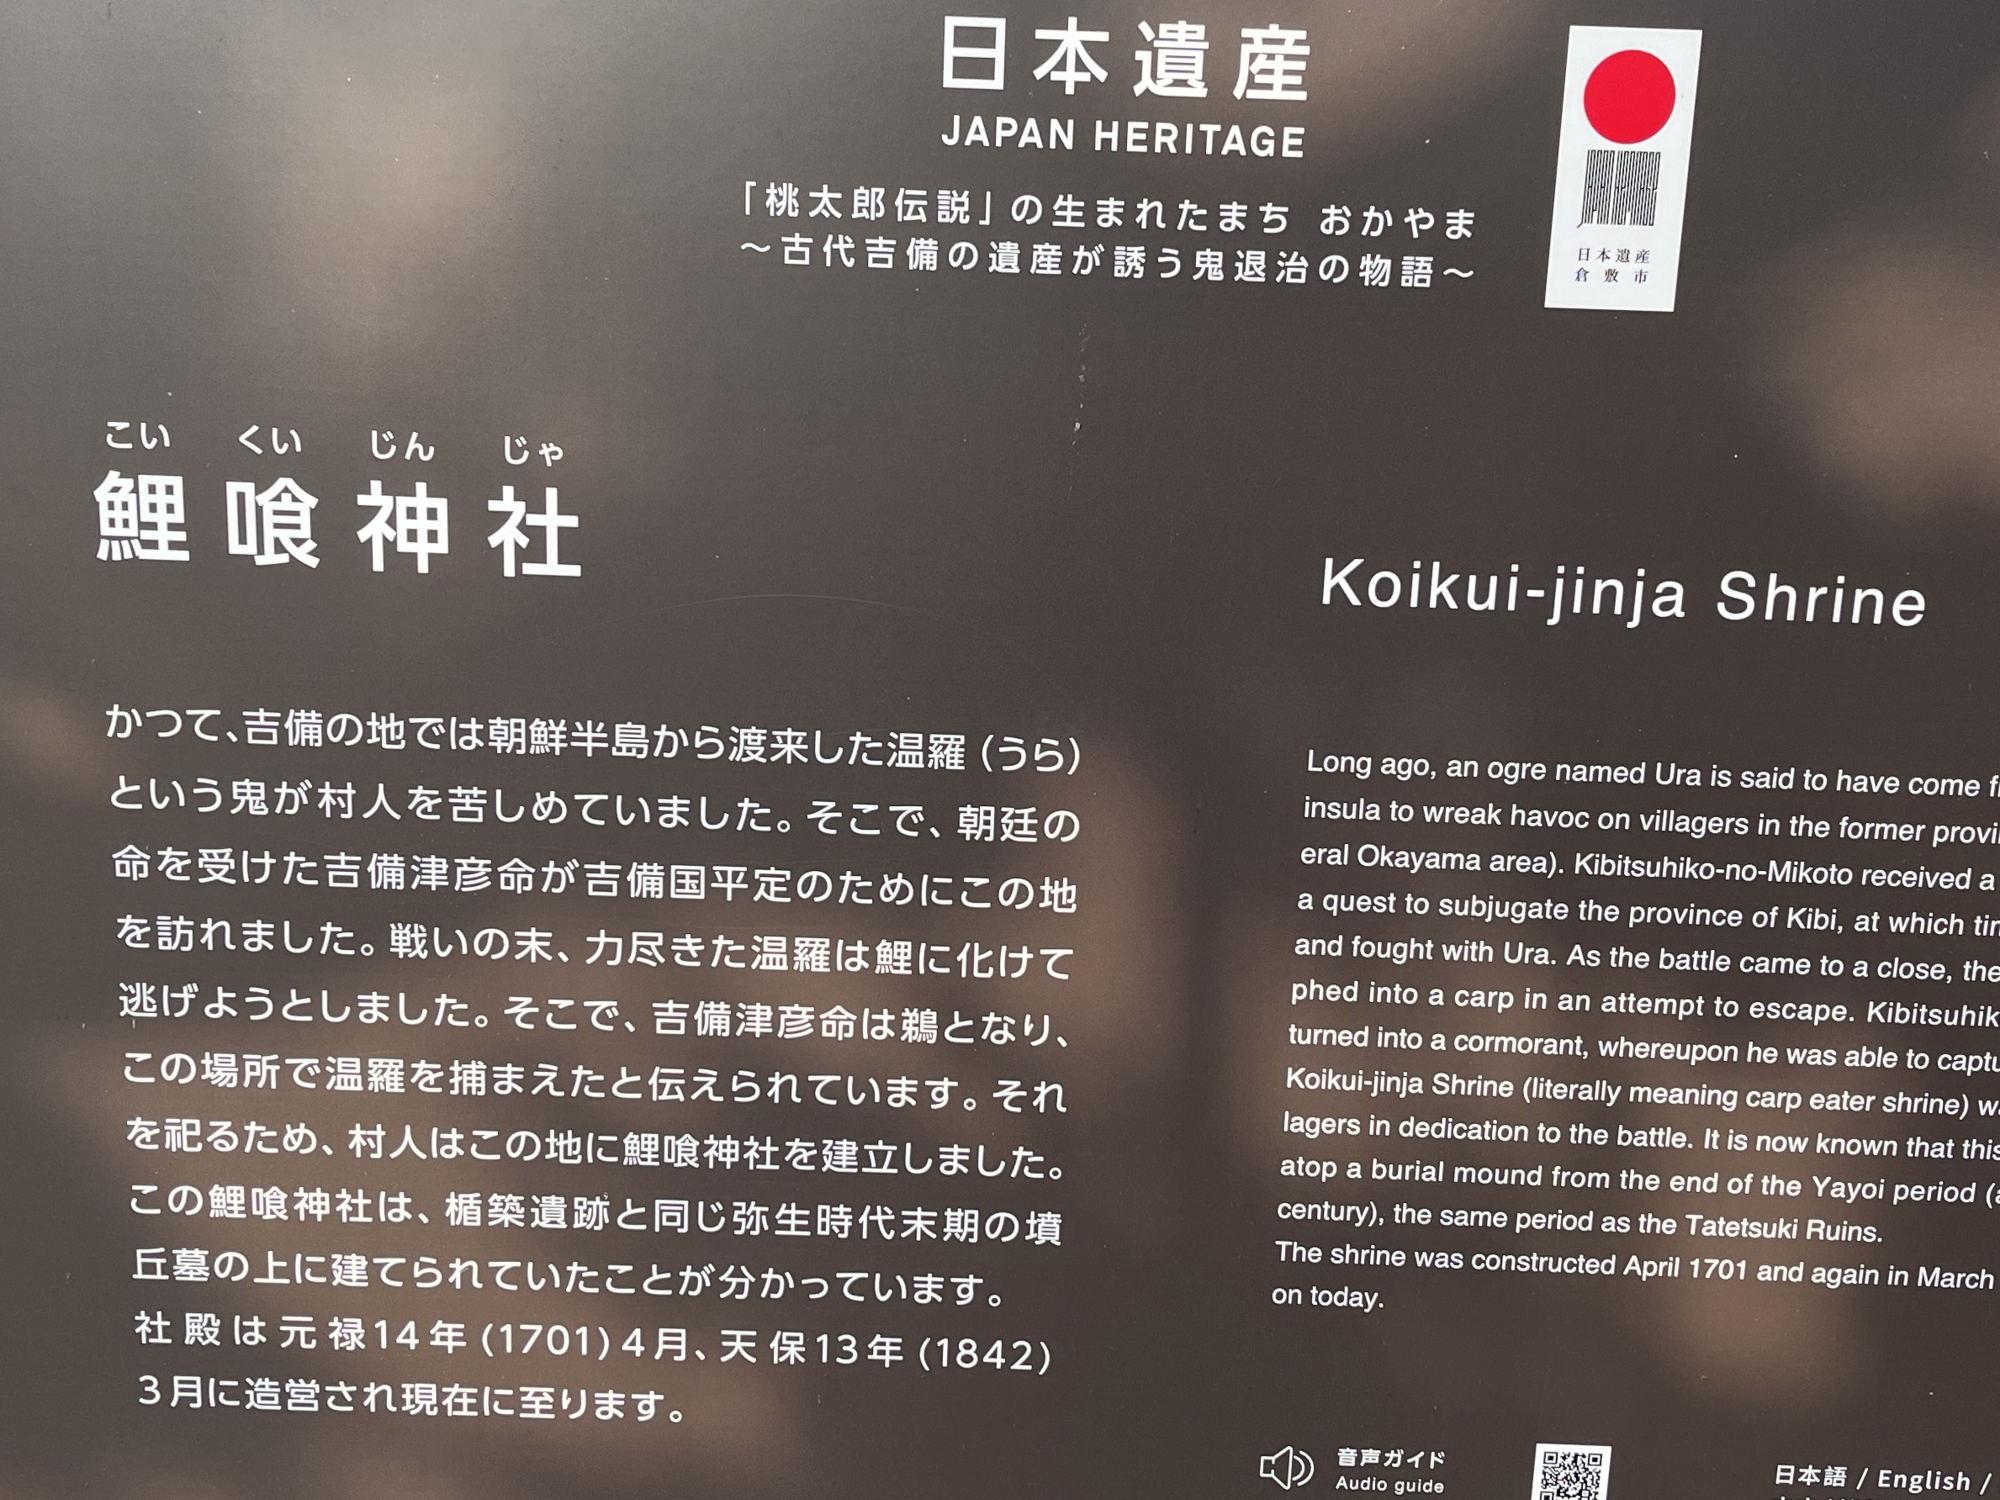 日本遺産
JAPAN HERITAGE
「桃太郎伝説」の生まれたまち おかやま
～古代吉備の遺産が誘う鬼退治の物語～
日本遺産
倉敷市
こい くい じん じゃ
鯉喰神社
かつて、吉備の地では朝鮮半島から渡来した温羅（うら）
という鬼が村人を苦しめていました。そこで、朝廷の
命を受けた吉備津彦命が吉備国平定のためにこの地
を訪れました。戦いの末、力尽きた温羅は鯉に化けて
逃げようとしました。そこで、吉備津彦命は鵜となり、
この場所で温羅を捕まえたと伝えられています。それ
を祀るため、村人はこの地に鯉喰神社を建立しました。
この鯉喰神社は、楯築遺跡と同じ弥生時代末期の墳
丘墓の上に建てられていたことが分かっています。
社殿は元禄14年(1701)4月、天保13年(1842)
3月に造営され現在に至ります。
Koikui-jinja Shrine
Long ago, an ogre named Ura is said to have come
insula to wreak havoc on villagers in the former
eral Okayama area). Kibitsuhiko-no-Mikoto received a
a quest to subjugate the province of Kibi, at which
and fought with Ura. As the battle came to a close, the
phed into a carp in an attempt to escape.
turned into a cormorant, whereupon he was able to
Koikui-jinja Shrine (literally meaning carp eater shrine)
lagers in dedication to the battle. It is now known that this
atop a burial mound from the end of the Yayoi period
century), the same period as the Tatetsuki Ruins.
The shrine was constructed April 1701 and again in March
on today.
音声ガイド
Audio guide
日本語 / English /